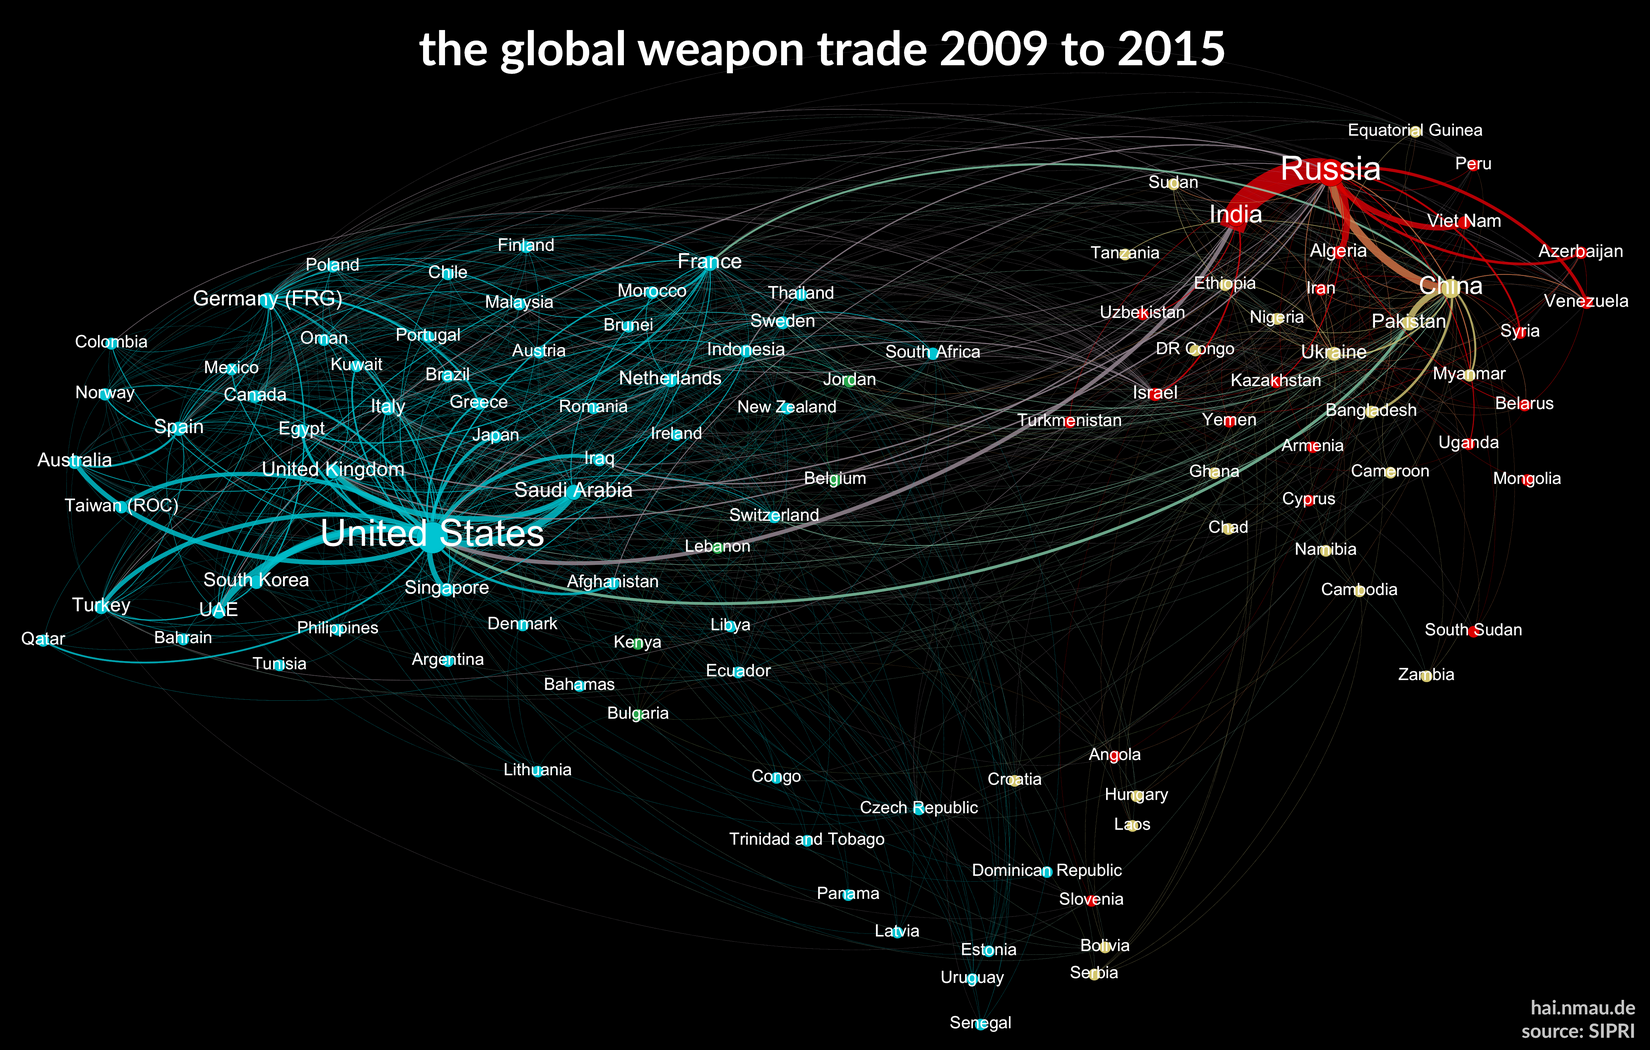 the global weapon trade 2009 to 2015
Equatorial Guinea
Peru
Russia
Sudan
India
Viet Nam
Finland
Tanzania
Algeria
Azerbaijan
Poland
Chile
France
Germany (FRG)
Malaysia
Morocco
Thailand
Ethiopia
Iran
China
Venezuela
Uzbekistan
Nigeria
Pakistan
Syria
Colombia
Oman
Portugal
Brunei
Sweden
Austria
Indonesia
South Africa
DR Congo
Ukraine
Mexico
Kuwait
Brazil
Netherlands
Jordan
Kazakhstan
Myanmar
Norway
Canada
Italy
Greece
Romania
New Zealand
Israel
Turkmenistan
Yemen
Bangladesh
Belarus
Spain
Egypt
Japan
Ireland
Armenia
Uganda
Australia
United Kingdom
Iraq
Saudi Arabia
Belgium
Ghana
Cameroon
Mongolia
Taiwan (ROC)
Switzerland
Cyprus
United States
Lebanon
Chad
Namibia
South Korea
Singapore
Afghanistan
Cambodia
Turkey
UAE
Qatar
Bahrain
Philippines
Denmark
Kenya
Libya
South Sudan
Tunisia
Argentina
Bahamas
Ecuador
Zambia
Bulgaria
Lithuania
Congo
Angola
Croatia
Hungary
Czech Republic
Laos
Trinidad and Tobago
Dominican Republic
Panama
Slovenia
Latvia
Estonia
Bolivia
Uruguay
Serbia
Senegal
hai.nmau.de
source: SIPRI